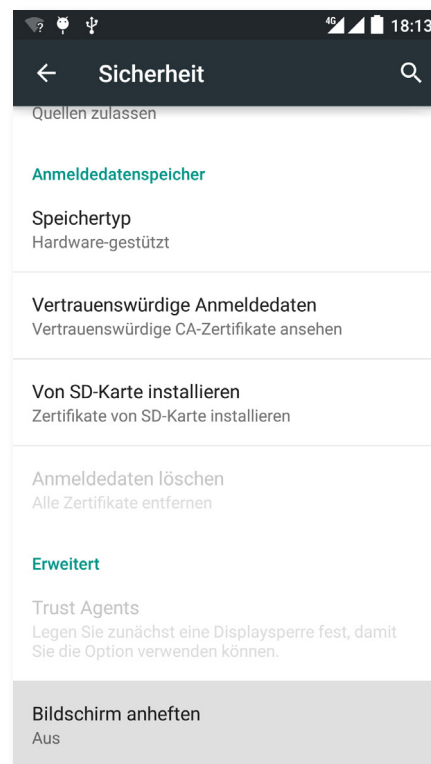 4G 18:13
Sicherheit
Quellen zulassen
Anmeldedatenspeicher
Speichertyp
Hardware-gestützt
Vertrauenswürdige Anmeldedaten
Vertrauenswürdige CA-Zertifikate ansehen
Von SD-Karte installieren
Zertifikate von SD-Karte installieren
Anmeldedaten löschen
Alle Zertifikate entfernen
Erweitert
Trust Agents
Legen Sie zunächst eine Displaysperre fest, damit
Sie die Option verwenden können.
Bildschirm anheften
Aus